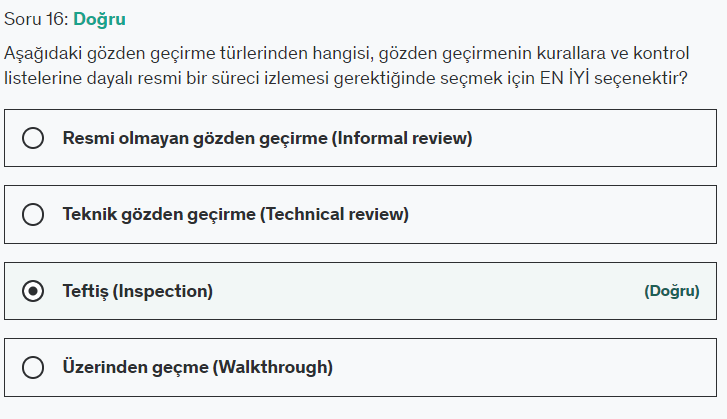 Soru 16: Doğru
Aşağıdaki gözden geçirme türlerinden hangisi, gözden geçirmenin kurallara ve kontrol
listelerine dayalı resmi bir süreci izlemesi gerektiğinde seçmek için EN İYİ seçenektir?
Resmi olmayan gözden geçirme (Informal review)
Teknik gözden geçirme (Technical review)
Teftiş (Inspection) (Doğru)
Üzerinden geçme (Walkthrough)